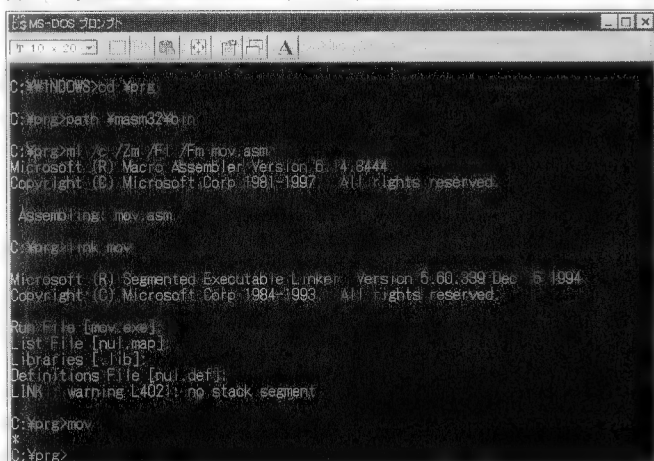 MS-DOS プロンプト
10 x 20 A
C:¥WINDOWS>cd ¥prg
C:¥prg>path ¥masm32¥bin
C:¥prg>ml /c /Zm /Fl /Fm mov.asm
Microsoft (R) Macro Assembler Version 6.14.8444
Copyright (C) Microsoft Corp 1981-1997. All rights reserved.
Assembling: mov.asm
C:¥prg>link mov
Microsoft (R) Segmented Executable Linker Version 5.60.339 Dec 5 1994
Copyright (C) Microsoft Corp 1984-1993. All rights reserved.
Run File [mov.exe]:
List File [nul.map]:
Libraries [.lib]:
Definitions File [nul.def]:
LINK : warning L4021: no stack segment
C:¥prg>mov
*
C:¥prg>